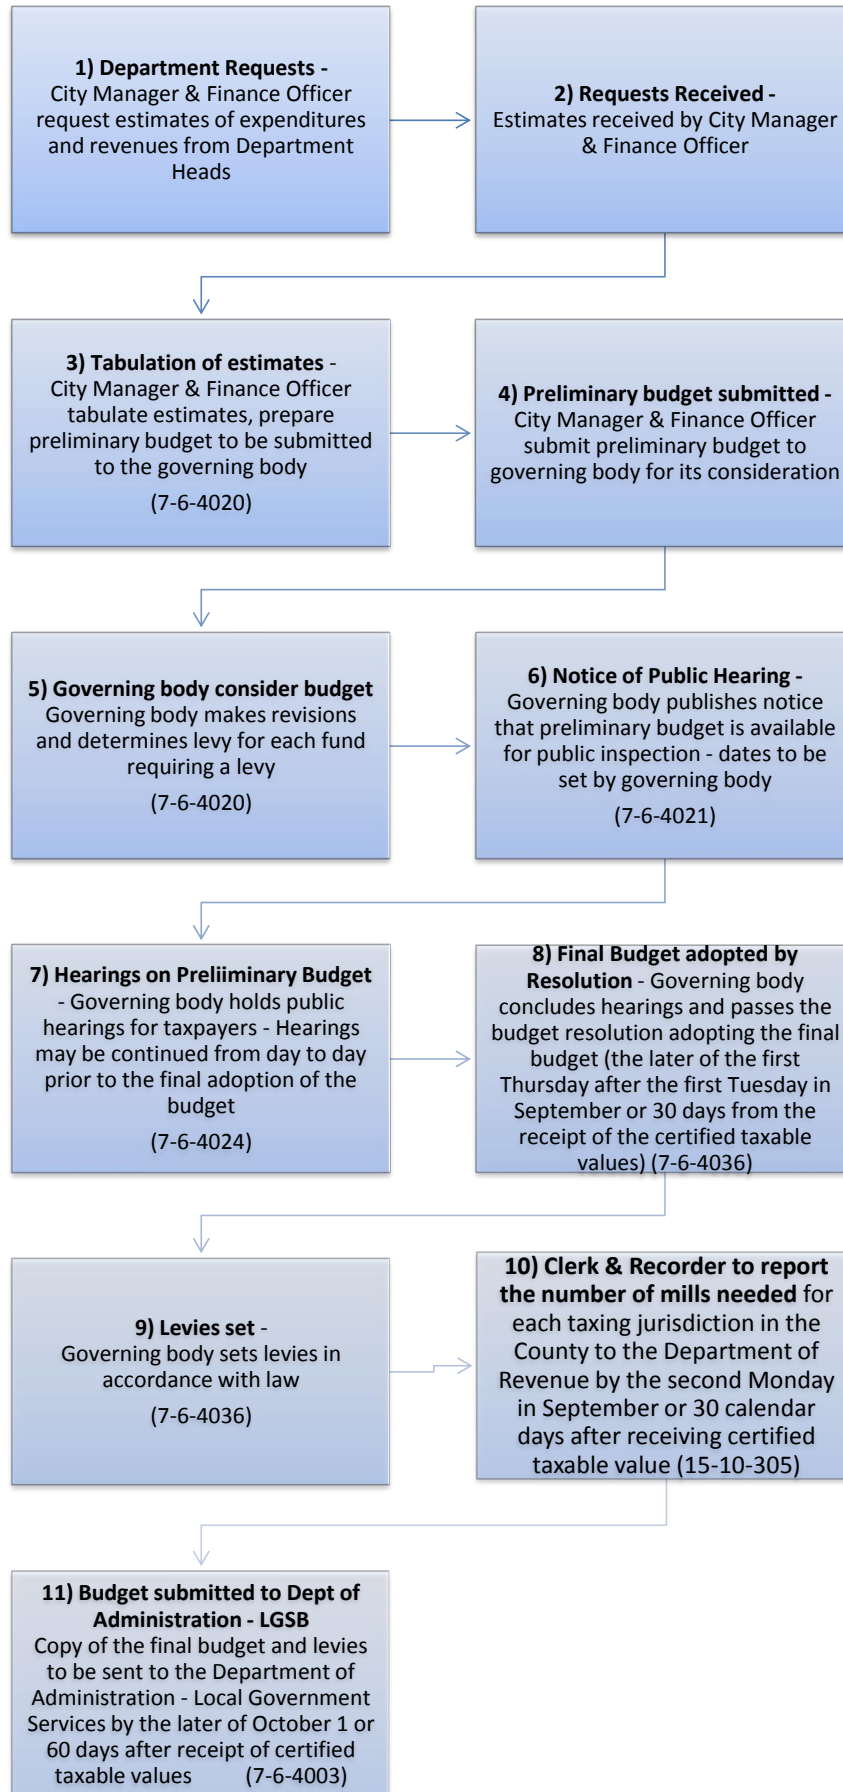 1) Department Requests -
City Manager & Finance Officer
request estimates of expenditures
and revenues from Department
Heads
2) Requests Received -
Estimates received by City Manager
& Finance Officer
3) Tabulation of estimates -
City Manager & Finance Officer
tabulate estimates, prepare
preliminary budget to be submitted
to the governing body
(7-6-4020)
4) Preliminary budget submitted -
City Manager & Finance Officer
submit preliminary budget to
governing body for its consideration
5) Governing body consider budget
Governing body makes revisions
and determines levy for each fund
requiring a levy
(7-6-4020)
6) Notice of Public Hearing -
Governing body publishes notice
that preliminary budget is available
for public inspection - dates to be
set by governing body
(7-6-4021)
7) Hearings on Preliiminary Budget
- Governing body holds public
hearings for taxpayers - Hearings
may be continued from day to day
prior to the final adoption of the
budget
(7-6-4024)
8) Final Budget adopted by
Resolution - Governing body
concludes hearings and passes the
budget resolution adopting the final
budget (the later of the first
Thursday after the first Tuesday in
September or 30 days from the
receipt of the certified taxable
values) (7-6-4036)
9) Levies set -
Governing body sets levies in
accordance with law
(7-6-4036)
10) Clerk & Recorder to report
the number of mills needed for
each taxing jurisdiction in the
County to the Department of
Revenue by the second Monday
in September or 30 calendar
days after receiving certified
taxable value (15-10-305)
11) Budget submitted to Dept of
Administration - LGSB
Copy of the final budget and levies
to be sent to the Department of
Administration - Local Government
Services by the later of October 1 or
60 days after receipt of certified
taxable values (7-6-4003)